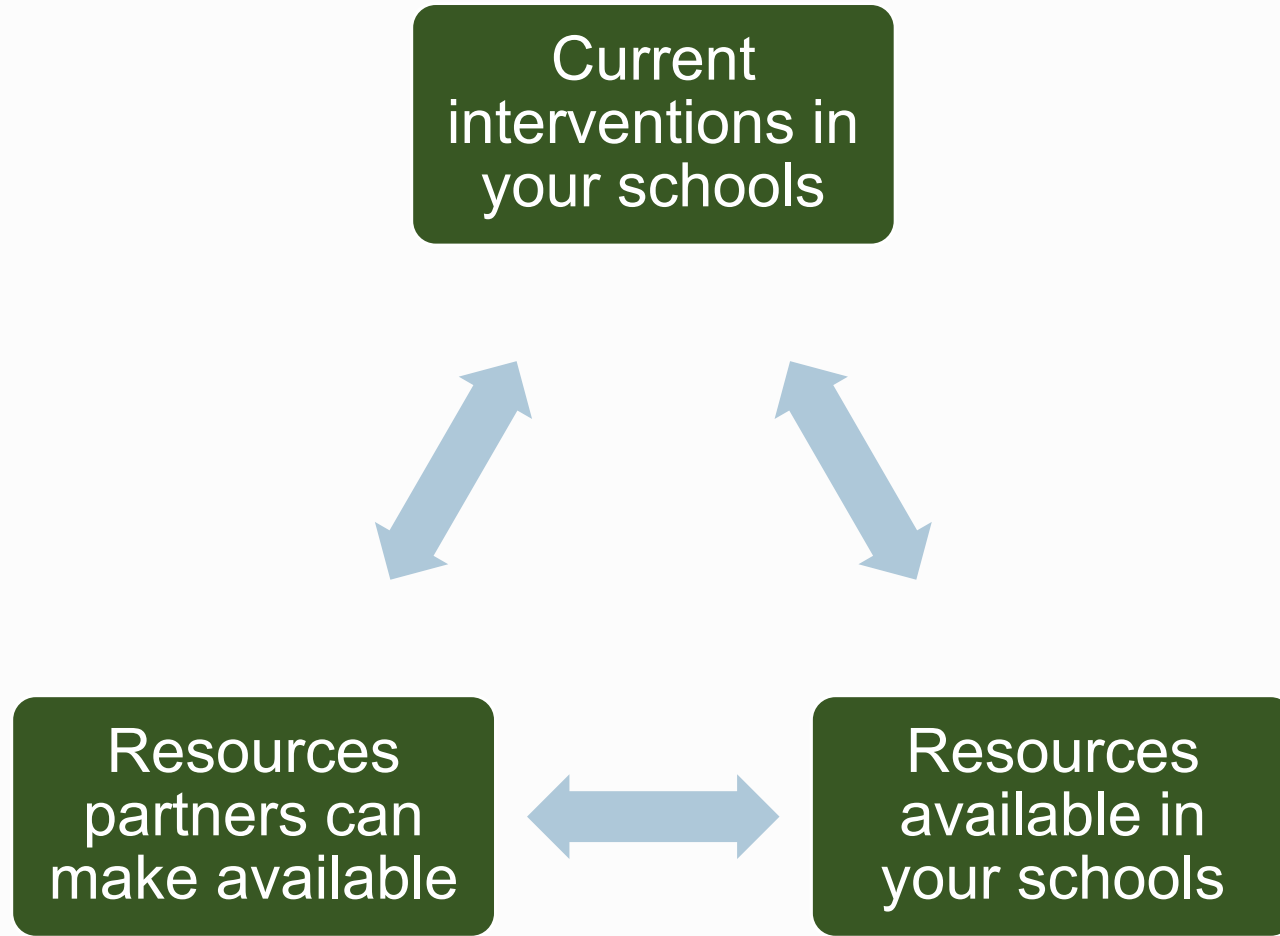 Current
interventions in
your schools
Resources
partners can
make available
Resources
available in
your schools